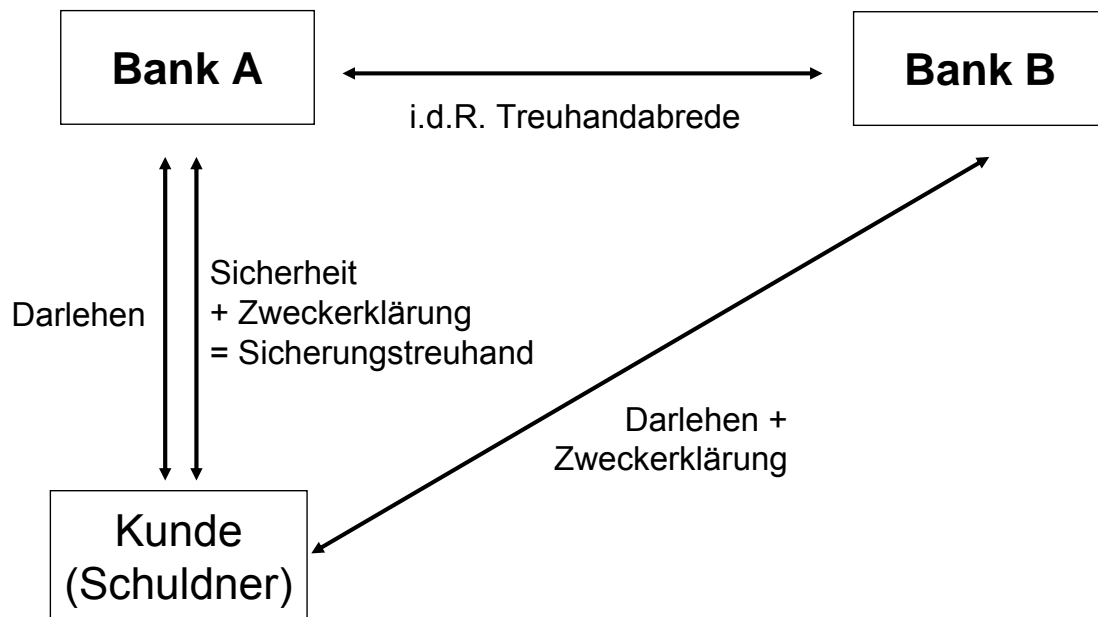 Bank A
Bank B
i.d.R. Treuhandabrede
Darlehen
Sicherheit
+ Zweckerklärung
= Sicherungstreuhand
Darlehen +
Zweckerklärung
Kunde
(Schuldner)